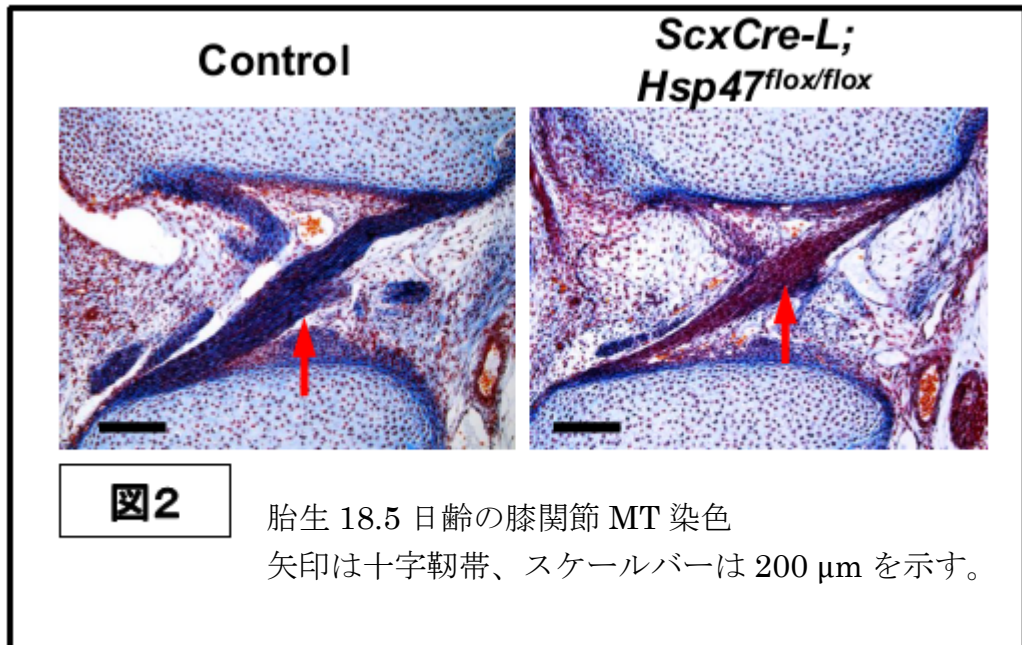 Control
ScxCre-L;
Hsp47flox/flox
図2
胎生 18.5 日齢の膝関節 MT 染色
矢印は十字靭帯、スケールバーは 200 µm を示す。